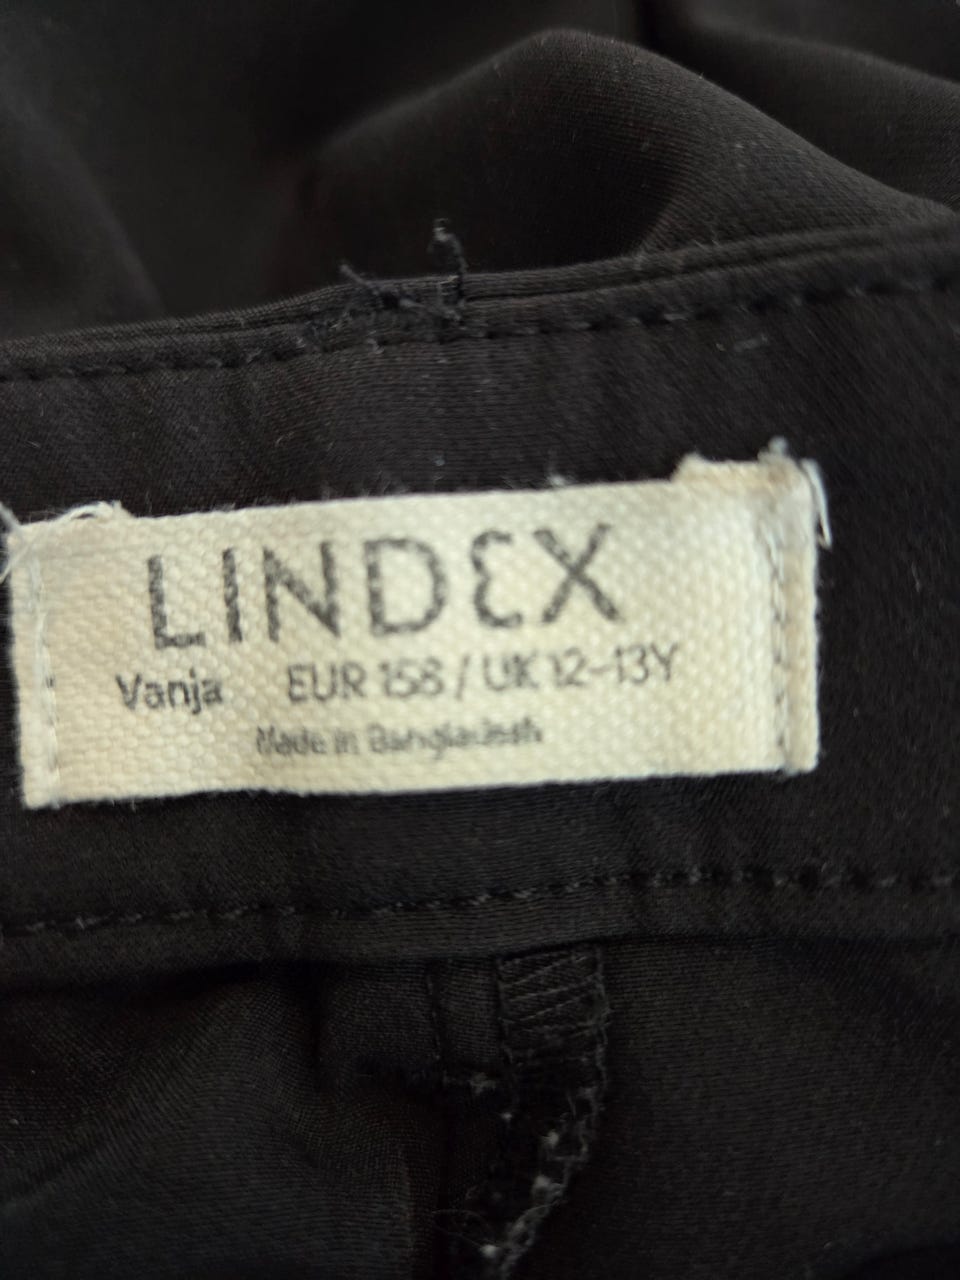 LINDEX
Vanja EUR 158 / UK 12-13Y
Made in Bangladesh